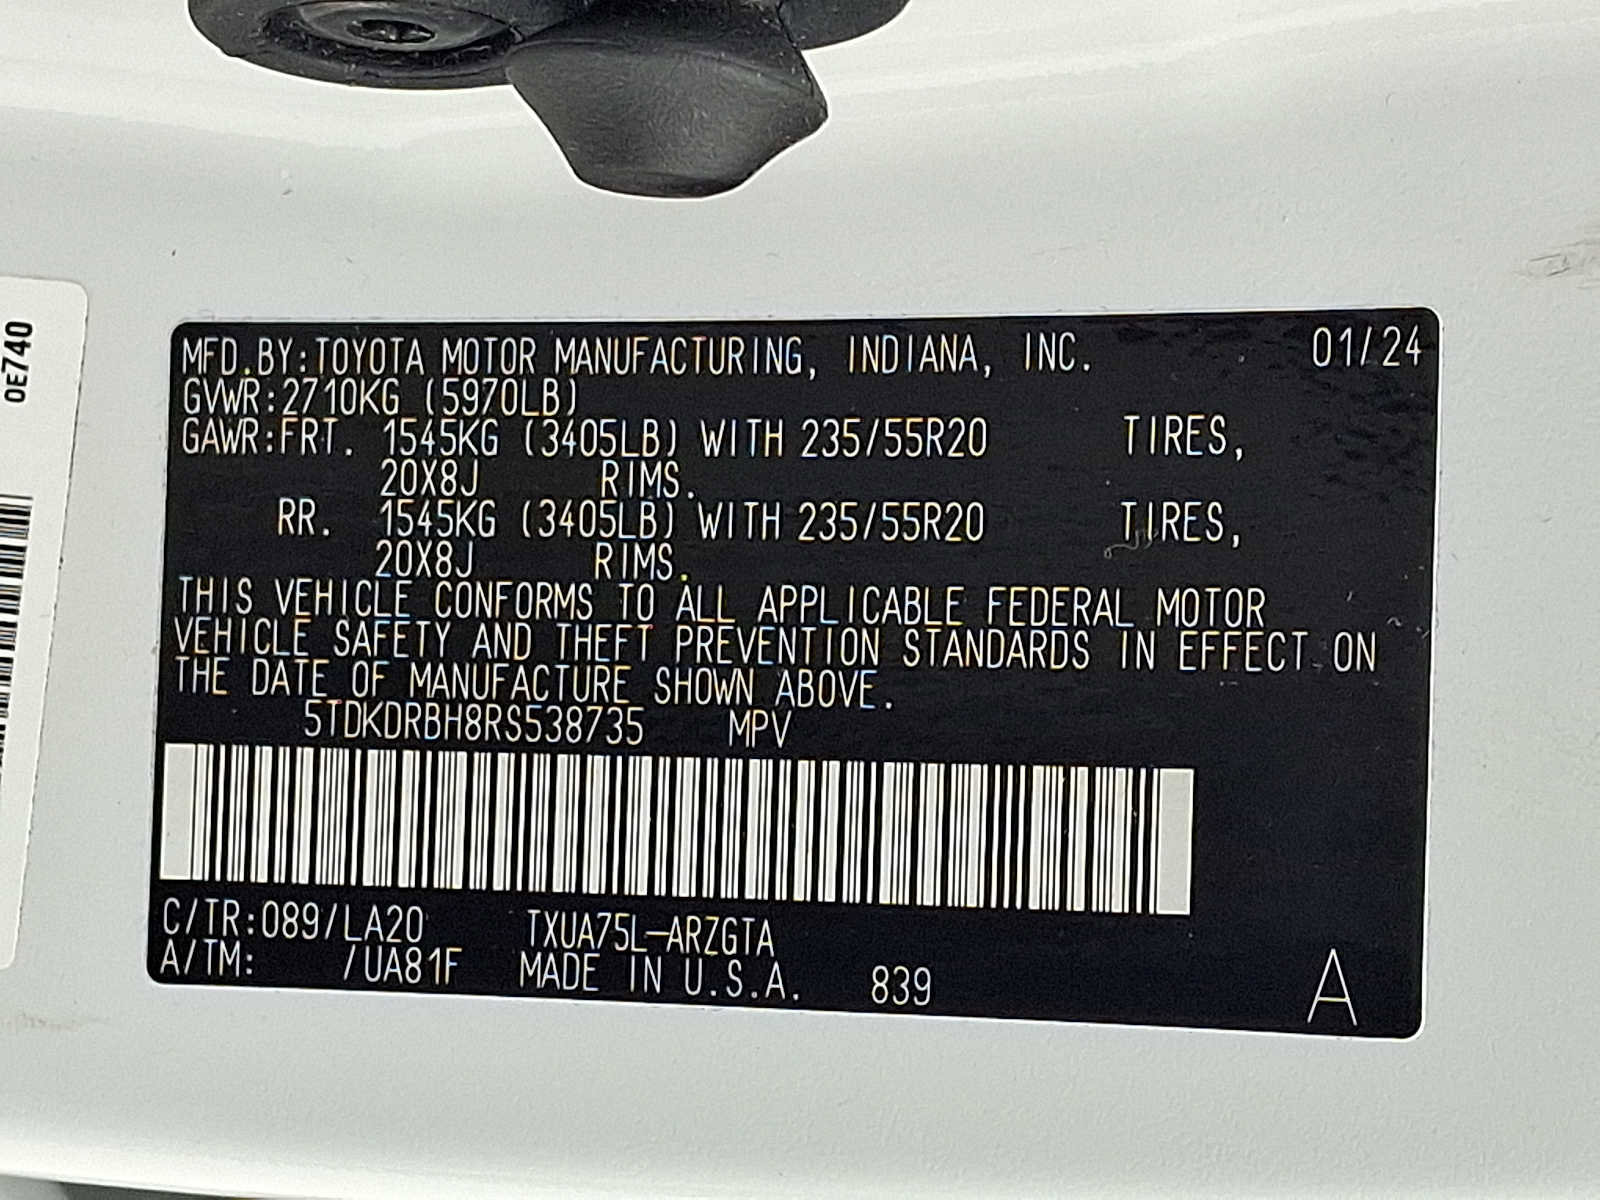 MFD.BY:TOYOTA MOTOR MANUFACTURING, INDIANA, INC. 01/24
GVWR:2710KG (5970LB)
GAWR:FRT. 1545KG (3405LB) WITH 235/55R20 TIRES,
20X8J RIMS.
RR. 1545KG (3405LB) WITH 235/55R20 TIRES,
20X8J RIMS.
THIS VEHICLE CONFORMS TO ALL APPLICABLE FEDERAL MOTOR
VEHICLE SAFETY AND THEFT PREVENTION STANDARDS IN EFFECT ON
THE DATE OF MANUFACTURE SHOWN ABOVE.
5TDKDRBH8RS538735 MPV
C/TR:089/LA20 TXUA75L-ARZGTA
A/TM: /UA81F MADE IN U.S.A. 839 A
0E740